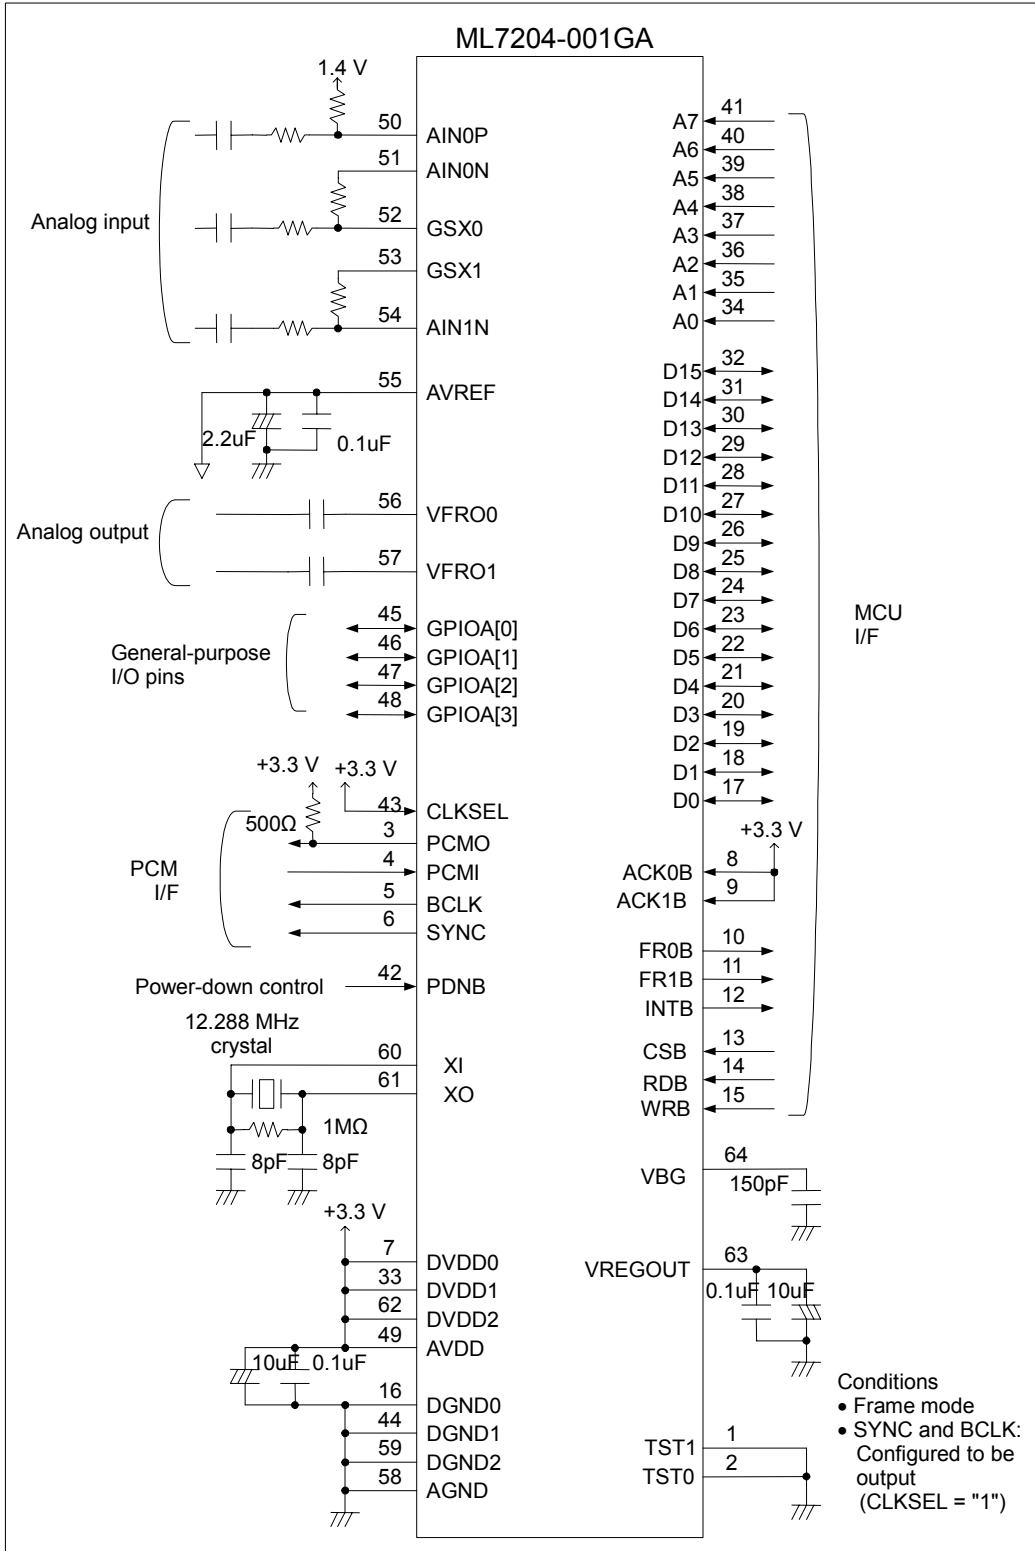 ML7204-001GA
1.4 V
50 AIN0P
51 AIN0N
Analog input
52 GSX0
53 GSX1
54 AIN1N
55 AVREF
2.2uF 0.1uF
56 VFRO0
Analog output
57 VFRO1
45 GPIOA[0]
General-purpose
I/O pins
46 GPIOA[1]
47 GPIOA[2]
48 GPIOA[3]
+3.3 V +3.3 V
43 CLKSEL
500Ω
3 PCMO
PCM
I/F
4 PCMI
5 BCLK
6 SYNC
Power-down control 42 PDNB
12.288 MHz
crystal
60 XI
61 XO
1MΩ
8pF 8pF
+3.3 V
7 DVDD0
33 DVDD1
62 DVDD2
49 AVDD
10uF 0.1uF
16 DGND0
44 DGND1
59 DGND2
58 AGND
A7 41
A6 40
A5 39
A4 38
A3 37
A2 36
A1 35
A0 34
D15 32
D14 31
D13 30
D12 29
D11 28
D10 27
D9 26
D8 25
D7 24
D6 23
D5 22
D4 21
D3 20
D2 19
D1 18
D0 17
MCU
I/F
+3.3 V
ACK0B 8
ACK1B 9
FR0B 10
FR1B 11
INTB 12
CSB 13
RDB 14
WRB 15
VBG 64
150pF
VREGOUT 63
0.1uF 10uF
TST1 1
TST0 2
Conditions
• Frame mode
• SYNC and BCLK:
Configured to be
output
(CLKSEL = "1")